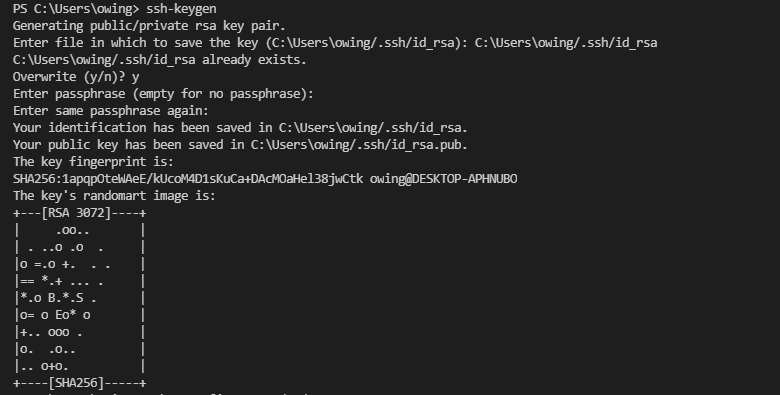 PS C:\Users\owing> ssh-keygen
Generating public/private rsa key pair.
Enter file in which to save the key (C:\Users\owing/.ssh/id_rsa): C:\Users\owing/.ssh/id_rsa
C:\Users\owing/.ssh/id_rsa already exists.
Overwrite (y/n)? y
Enter passphrase (empty for no passphrase):
Enter same passphrase again:
Your identification has been saved in C:\Users\owing/.ssh/id_rsa.
Your public key has been saved in C:\Users\owing/.ssh/id_rsa.pub.
The key fingerprint is:
SHA256:1apqpOteWAeE/kUcoM4D1sKuCa+DAcMOaHel38jwCtk owing@DESKTOP-APHNUBO
The key's randomart image is:
+---[RSA 3072]----+
|     .oo..       |
| . ..o .o  .     |
|o =.o +.  . .    |
|== *.+ ... .     |
|*.o B.*.S .      |
|o= o Eo* o       |
|+.. ooo .        |
|o.  .o..         |
|.. o+o.          |
+----[SHA256]-----+